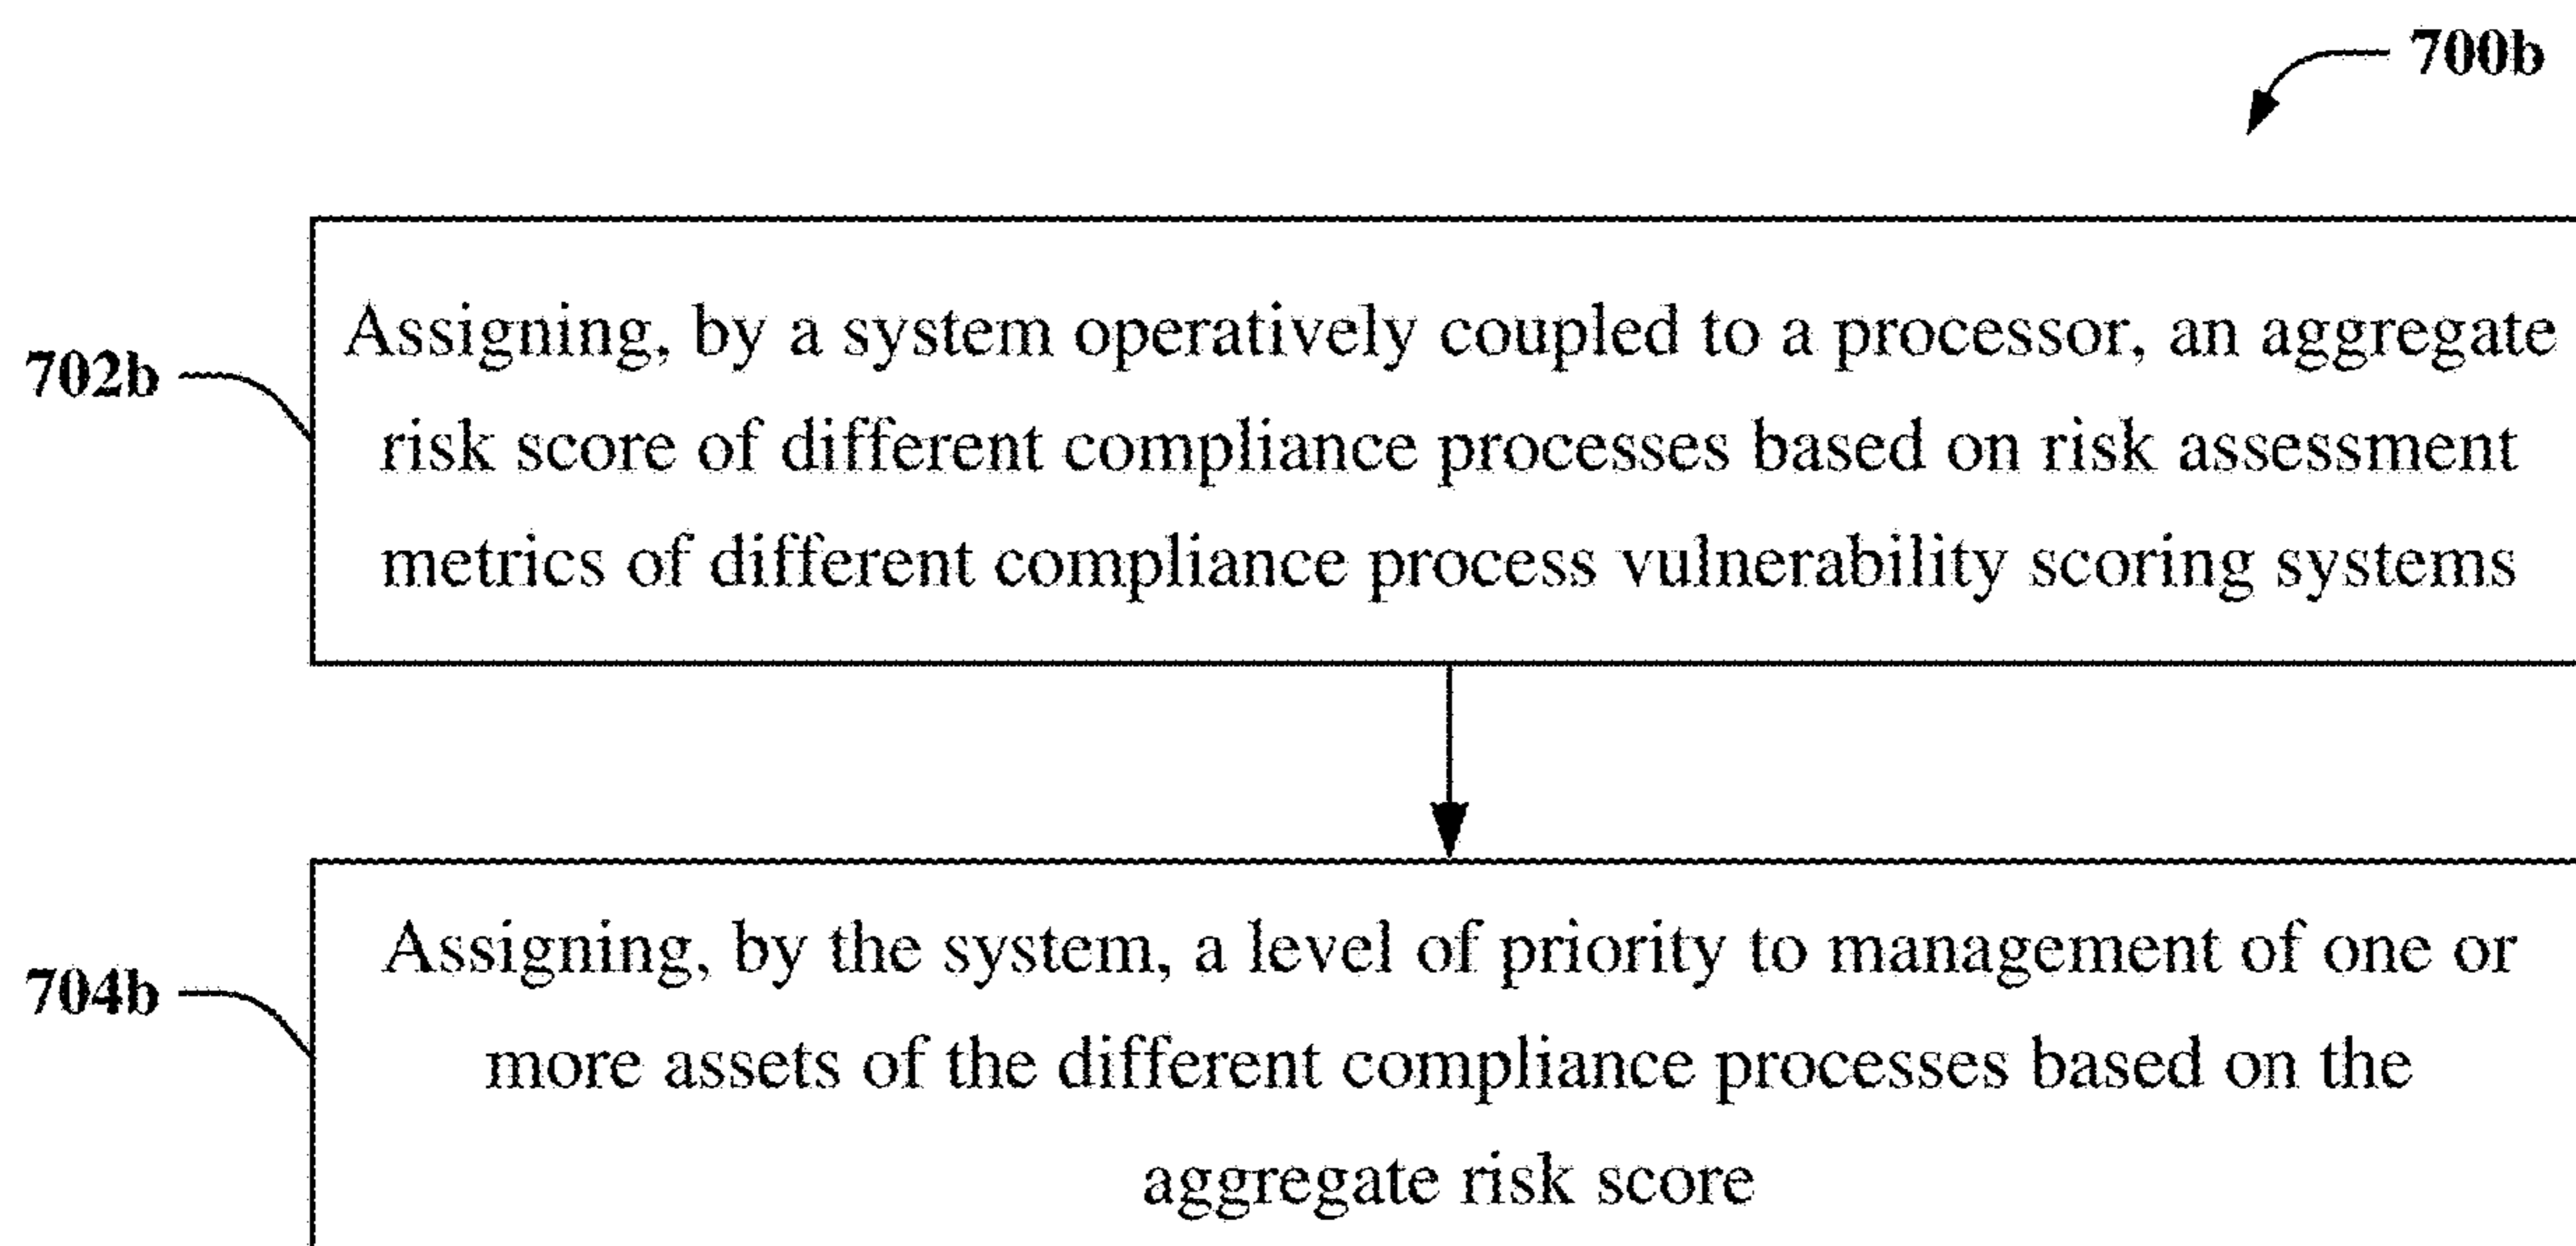 700b
Assigning, by a system operatively coupled to a processor, an aggregate
702b
risk score of different compliance processes based on risk assessment
metrics of different compliance process vulnerability scoring systems
Assigning, by the system, a level of priority to management of one or
704b
more assets of the different compliance processes based on the
aggregate risk score